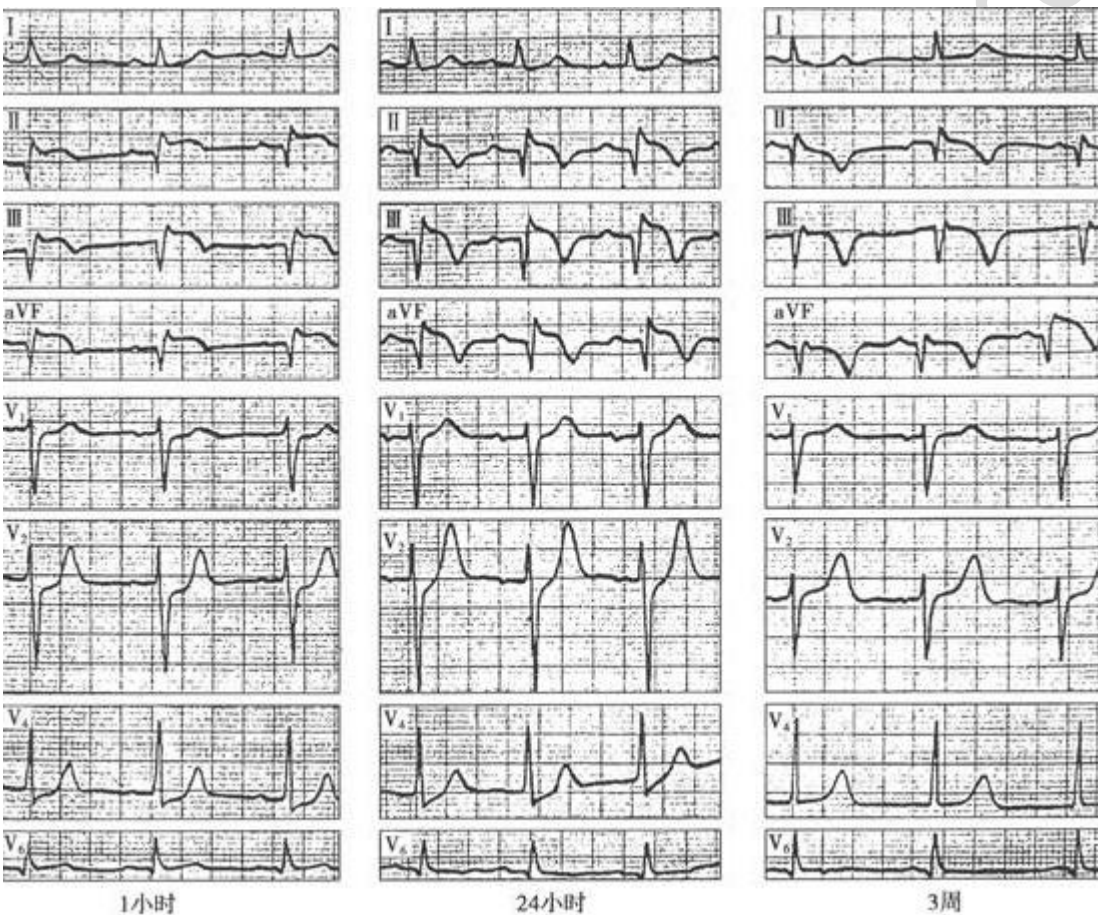 I I I
II II II
III III III
aVF aVF aVF
V1 V1 V1
V2 V2 V2
V4 V4 V4
V6 V6 V6
1小时 24小时 3周